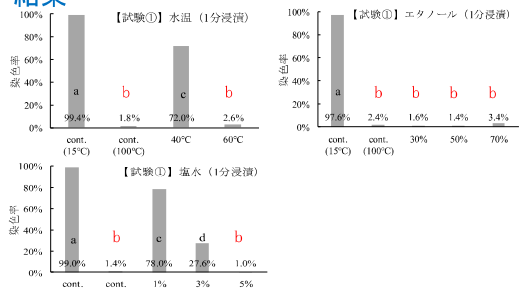 結果
【試験①】水温（1分浸漬）
染色率
100%
80%
60%
40%
20%
0%
a b c b
99.4% 1.8% 72.0% 2.6%
cont. (15℃) cont. (100℃) 40℃ 60℃
【試験①】エタノール（1分浸漬）
染色率
100%
80%
60%
40%
20%
0%
a b b b b
97.6% 2.4% 1.6% 1.4% 3.4%
cont. (15℃) cont. (100℃) 30% 50% 70%
【試験①】塩水（1分浸漬）
染色率
100%
80%
60%
40%
20%
0%
a b c d b
99.0% 1.4% 78.0% 27.6% 1.0%
cont. cont. 1% 3% 5%